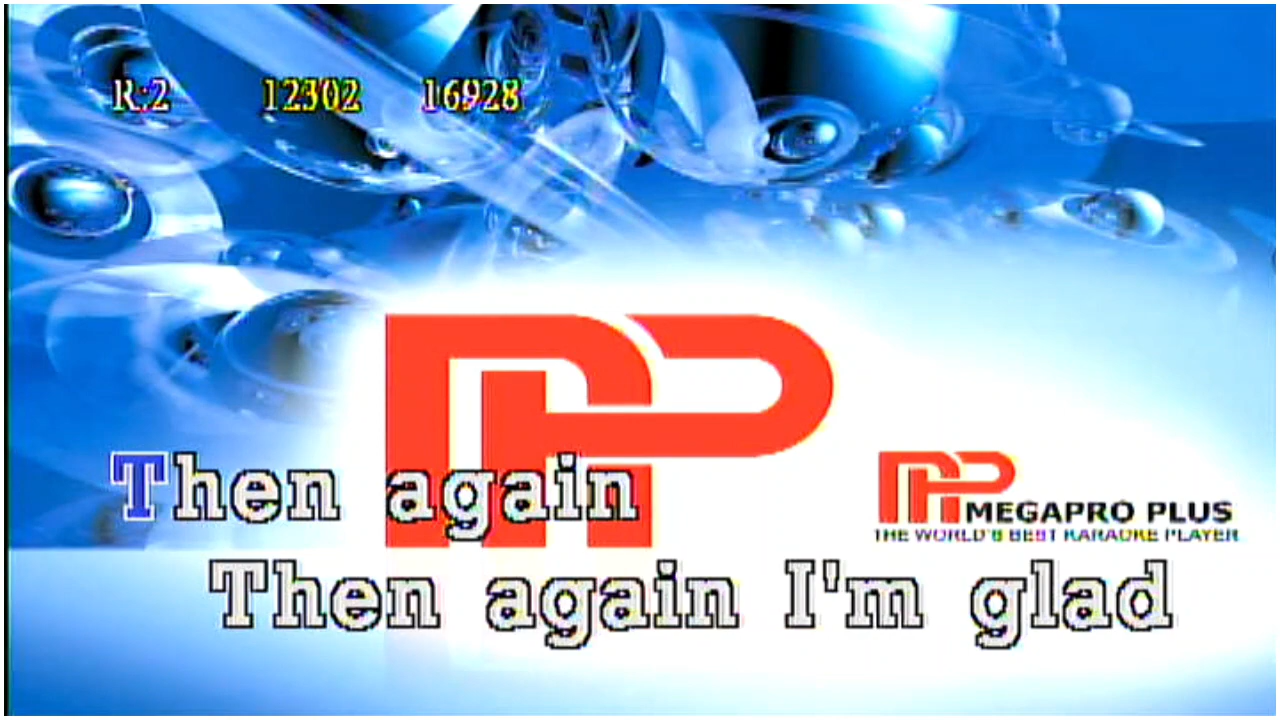 R:2 12302 16928
Then again
MEGAPRO PLUS
THE WORLD'S BEST KARAOKE PLAYER
Then again I'm glad